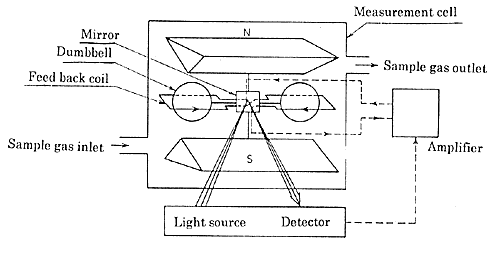 Measurement cell
Mirror
N
Dumbbell
Sample gas outlet
Feed back coil
Sample gas inlet
S
Amplifier
Light source
Detector